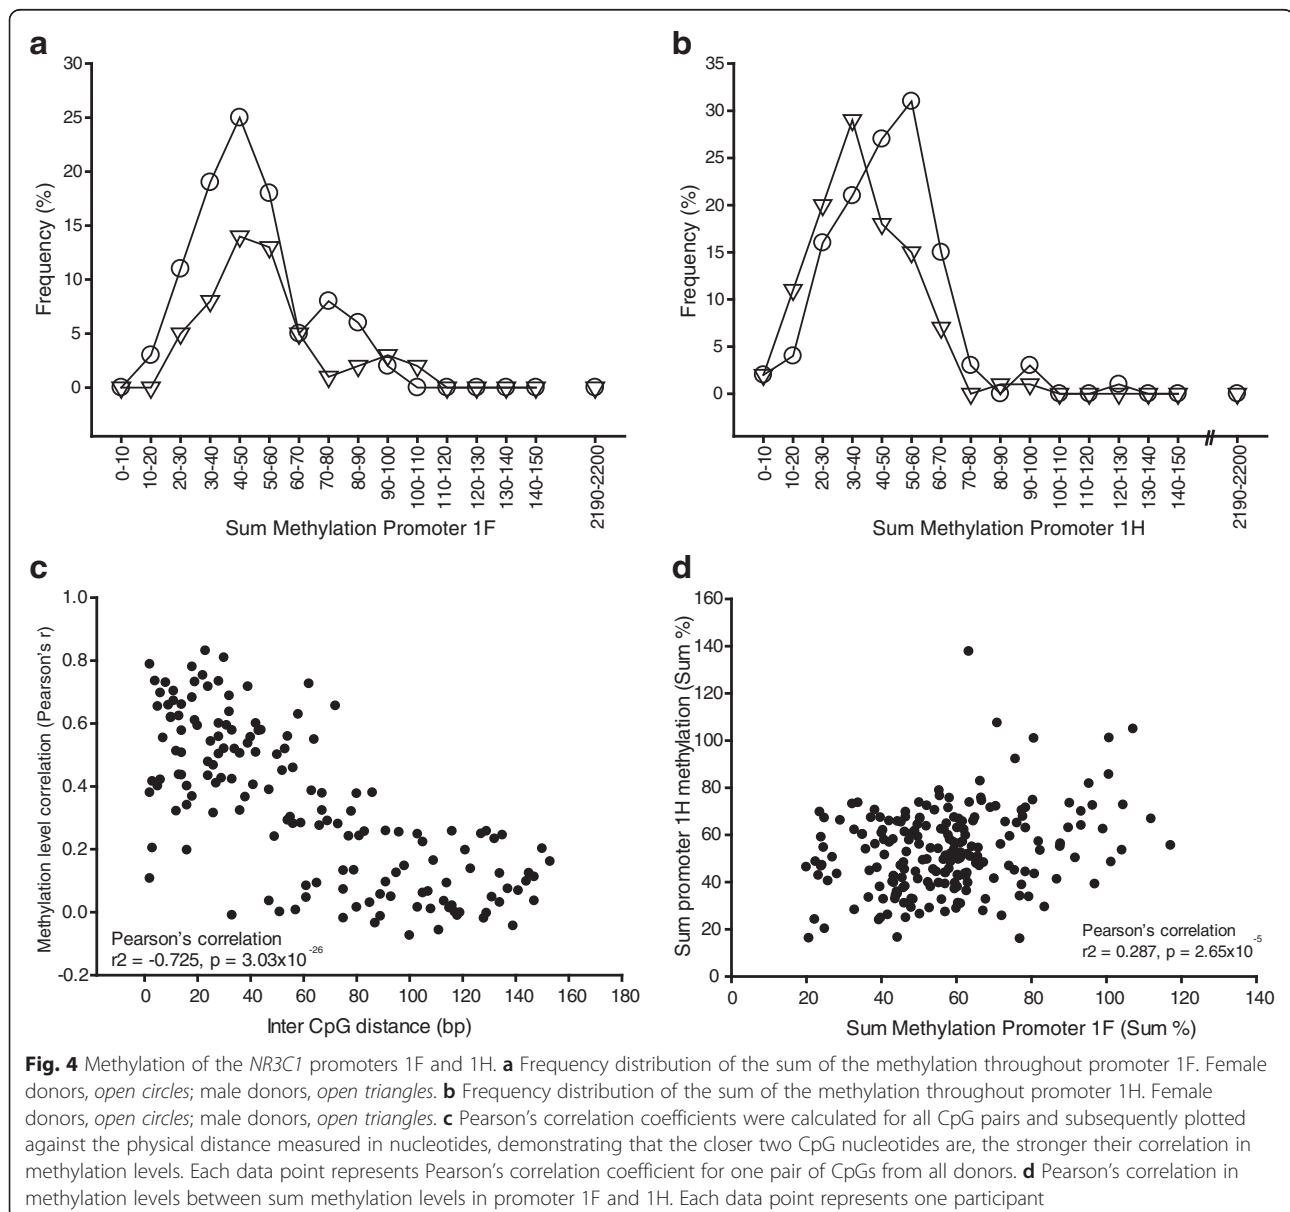 a
30
25
20
15
10
5
0
Frequency (%)
0-10
10-20
20-30
30-40
40-50
50-60
60-70
70-80
80-90
90-100
100-110
110-120
120-130
130-140
140-150
2190-2200
Sum Methylation Promoter 1F
b
35
30
25
20
15
10
5
0
Frequency (%)
0-10
10-20
20-30
30-40
40-50
50-60
60-70
70-80
80-90
90-100
100-110
110-120
120-130
130-140
140-150
2190-2200
Sum Methylation Promoter 1H
c
1.0
0.8
0.6
0.4
0.2
0.0
-0.2
Methylation level correlation (Pearson's r)
Pearson's correlation
r2 = -0.725, p = 3.03x10 -26
0 20 40 60 80 100 120 140 160 180
Inter CpG distance (bp)
d
160
140
120
100
80
60
40
20
0
Sum promoter 1H methylation (Sum %)
Pearson's correlation
r2 = 0.287, p = 2.65x10 -5
0 20 40 60 80 100 120 140
Sum Methylation Promoter 1F (Sum %)
Fig. 4 Methylation of the NR3C1 promoters 1F and 1H. a Frequency distribution of the sum of the methylation throughout promoter 1F. Female
donors, open circles; male donors, open triangles. b Frequency distribution of the sum of the methylation throughout promoter 1H. Female
donors, open circles; male donors, open triangles. c Pearson's correlation coefficients were calculated for all CpG pairs and subsequently plotted
against the physical distance measured in nucleotides, demonstrating that the closer two CpG nucleotides are, the stronger their correlation in
methylation levels. Each data point represents Pearson's correlation coefficient for one pair of CpGs from all donors. d Pearson's correlation in
methylation levels between sum methylation levels in promoter 1F and 1H. Each data point represents one participant